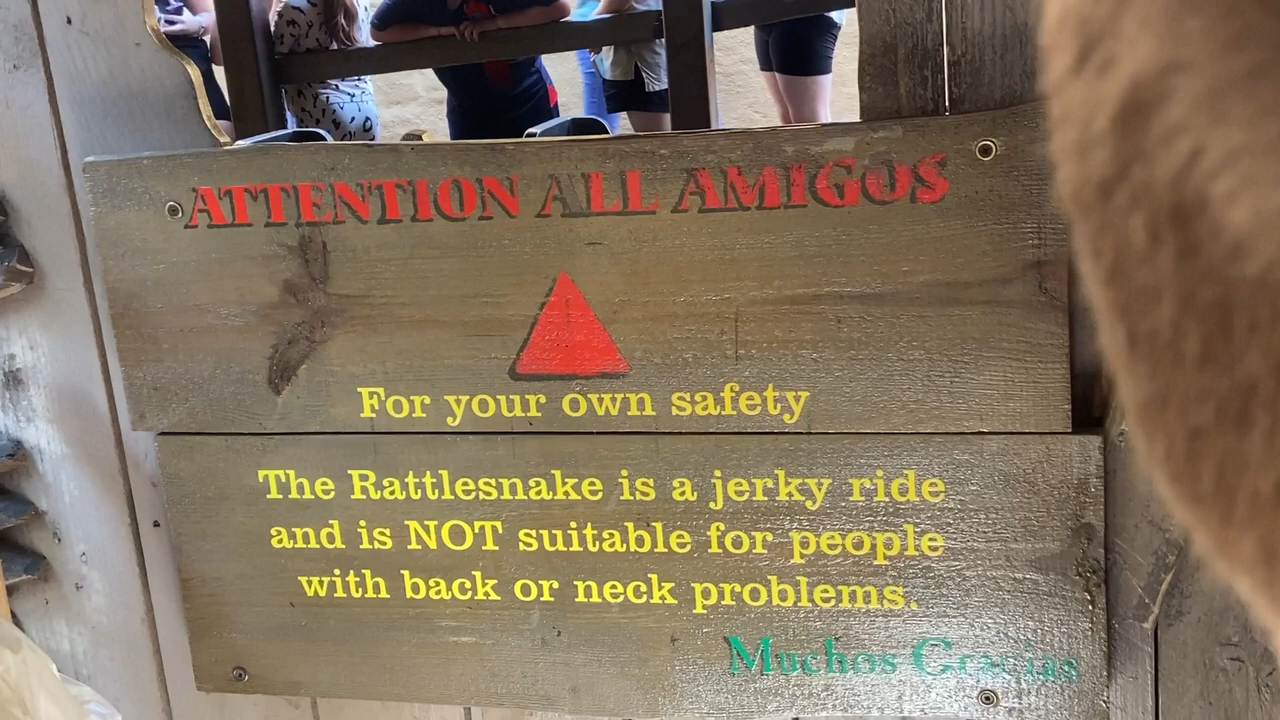 ATTENTION ALL AMIGOS
For your own safety
The Rattlesnake is a jerky ride
and is NOT suitable for people
with back or neck problems.
Muchos Gracias